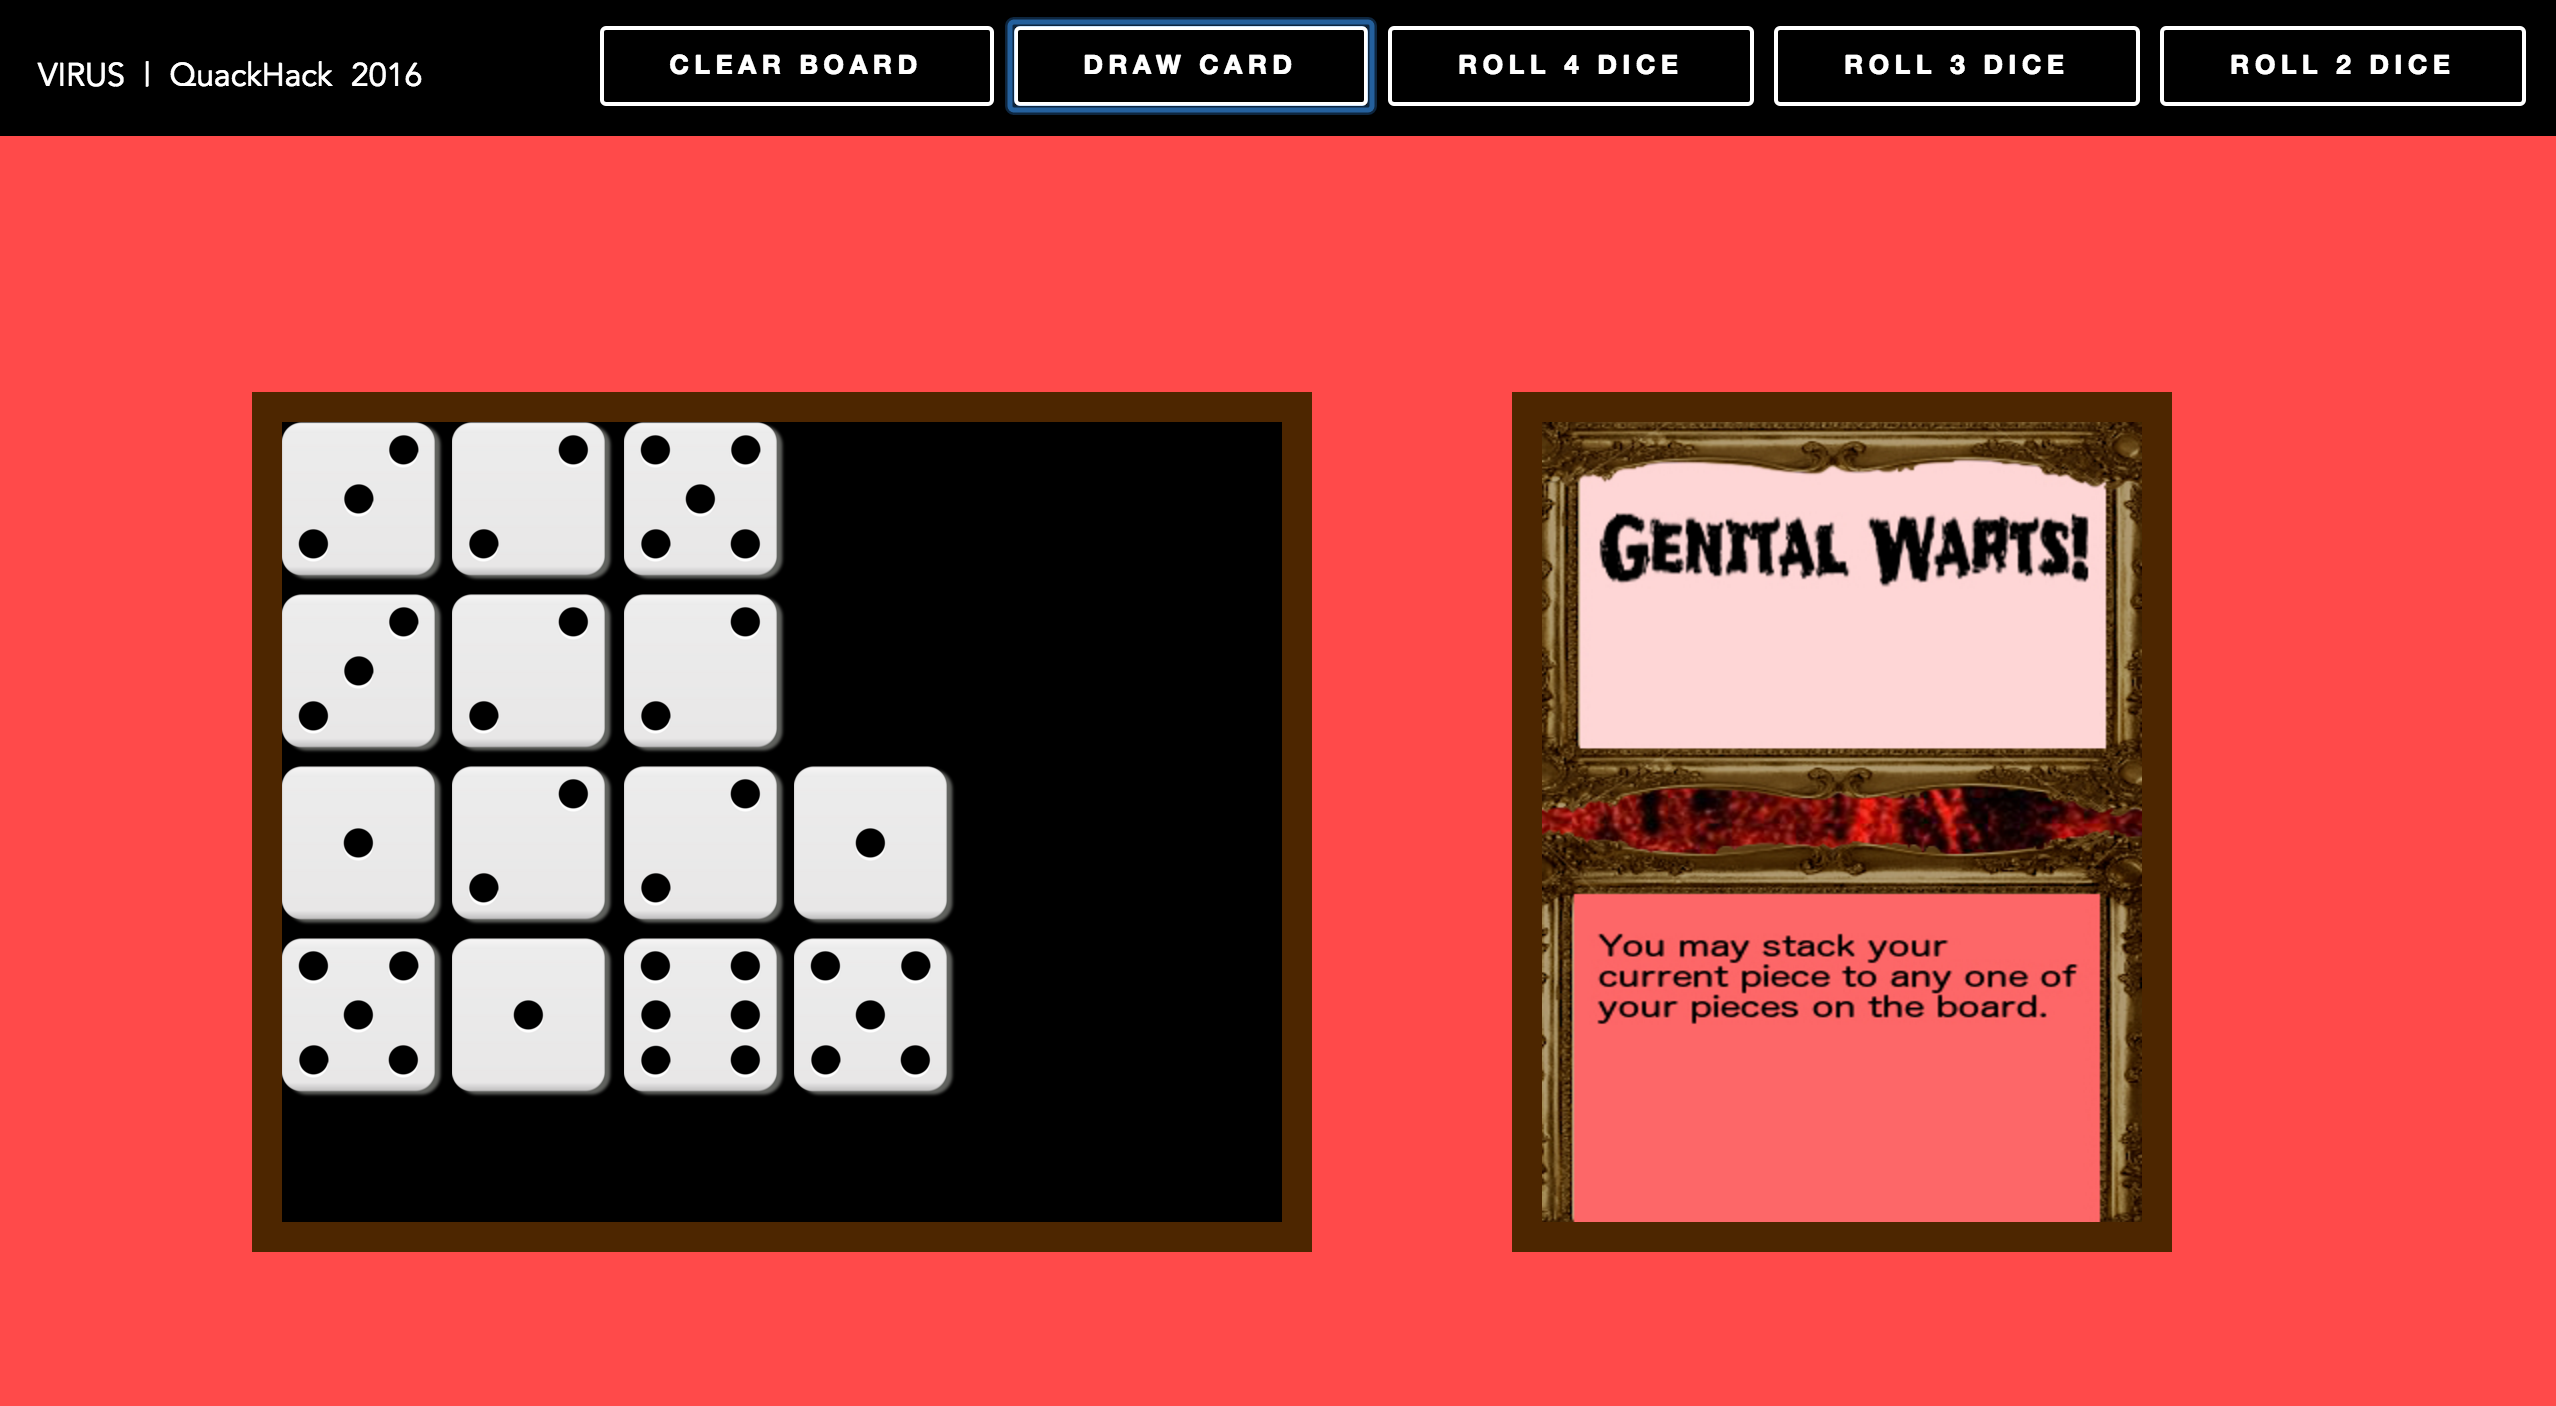 VIRUS | QuackHack 2016
CLEAR BOARD
DRAW CARD
ROLL 4 DICE
ROLL 3 DICE
ROLL 2 DICE
GENITAL WARTS!
You may stack your
current piece to any one of
your pieces on the board.